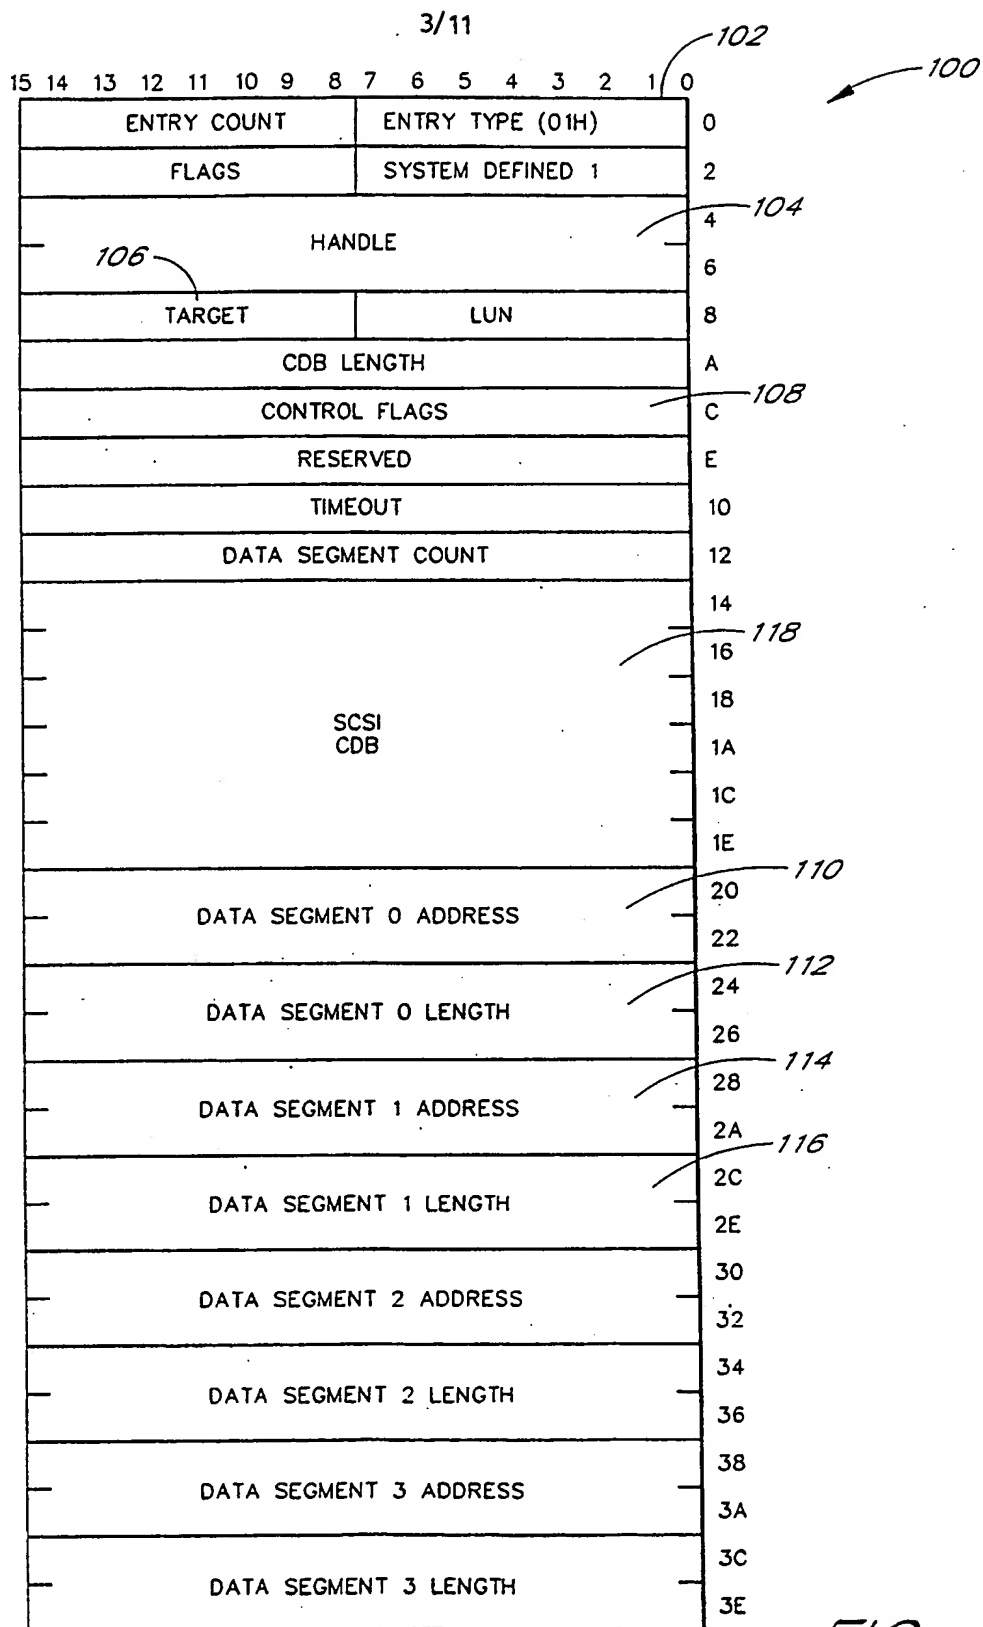 3/11
102
100
15 14 13 12 11 10 9 8 7 6 5 4 3 2 1 0
ENTRY COUNT ENTRY TYPE (01H) 0
FLAGS SYSTEM DEFINED 1 2
104
4
HANDLE
106
6
TARGET LUN 8
CDB LENGTH A
108
CONTROL FLAGS C
RESERVED E
TIMEOUT 10
DATA SEGMENT COUNT 12
14
118
16
18
SCSI
CDB
1A
1C
1E
110
20
DATA SEGMENT 0 ADDRESS
22
112
24
DATA SEGMENT 0 LENGTH
26
114
28
DATA SEGMENT 1 ADDRESS
2A
116
2C
DATA SEGMENT 1 LENGTH
2E
30
DATA SEGMENT 2 ADDRESS
32
34
DATA SEGMENT 2 LENGTH
36
38
DATA SEGMENT 3 ADDRESS
3A
3C
DATA SEGMENT 3 LENGTH
3E